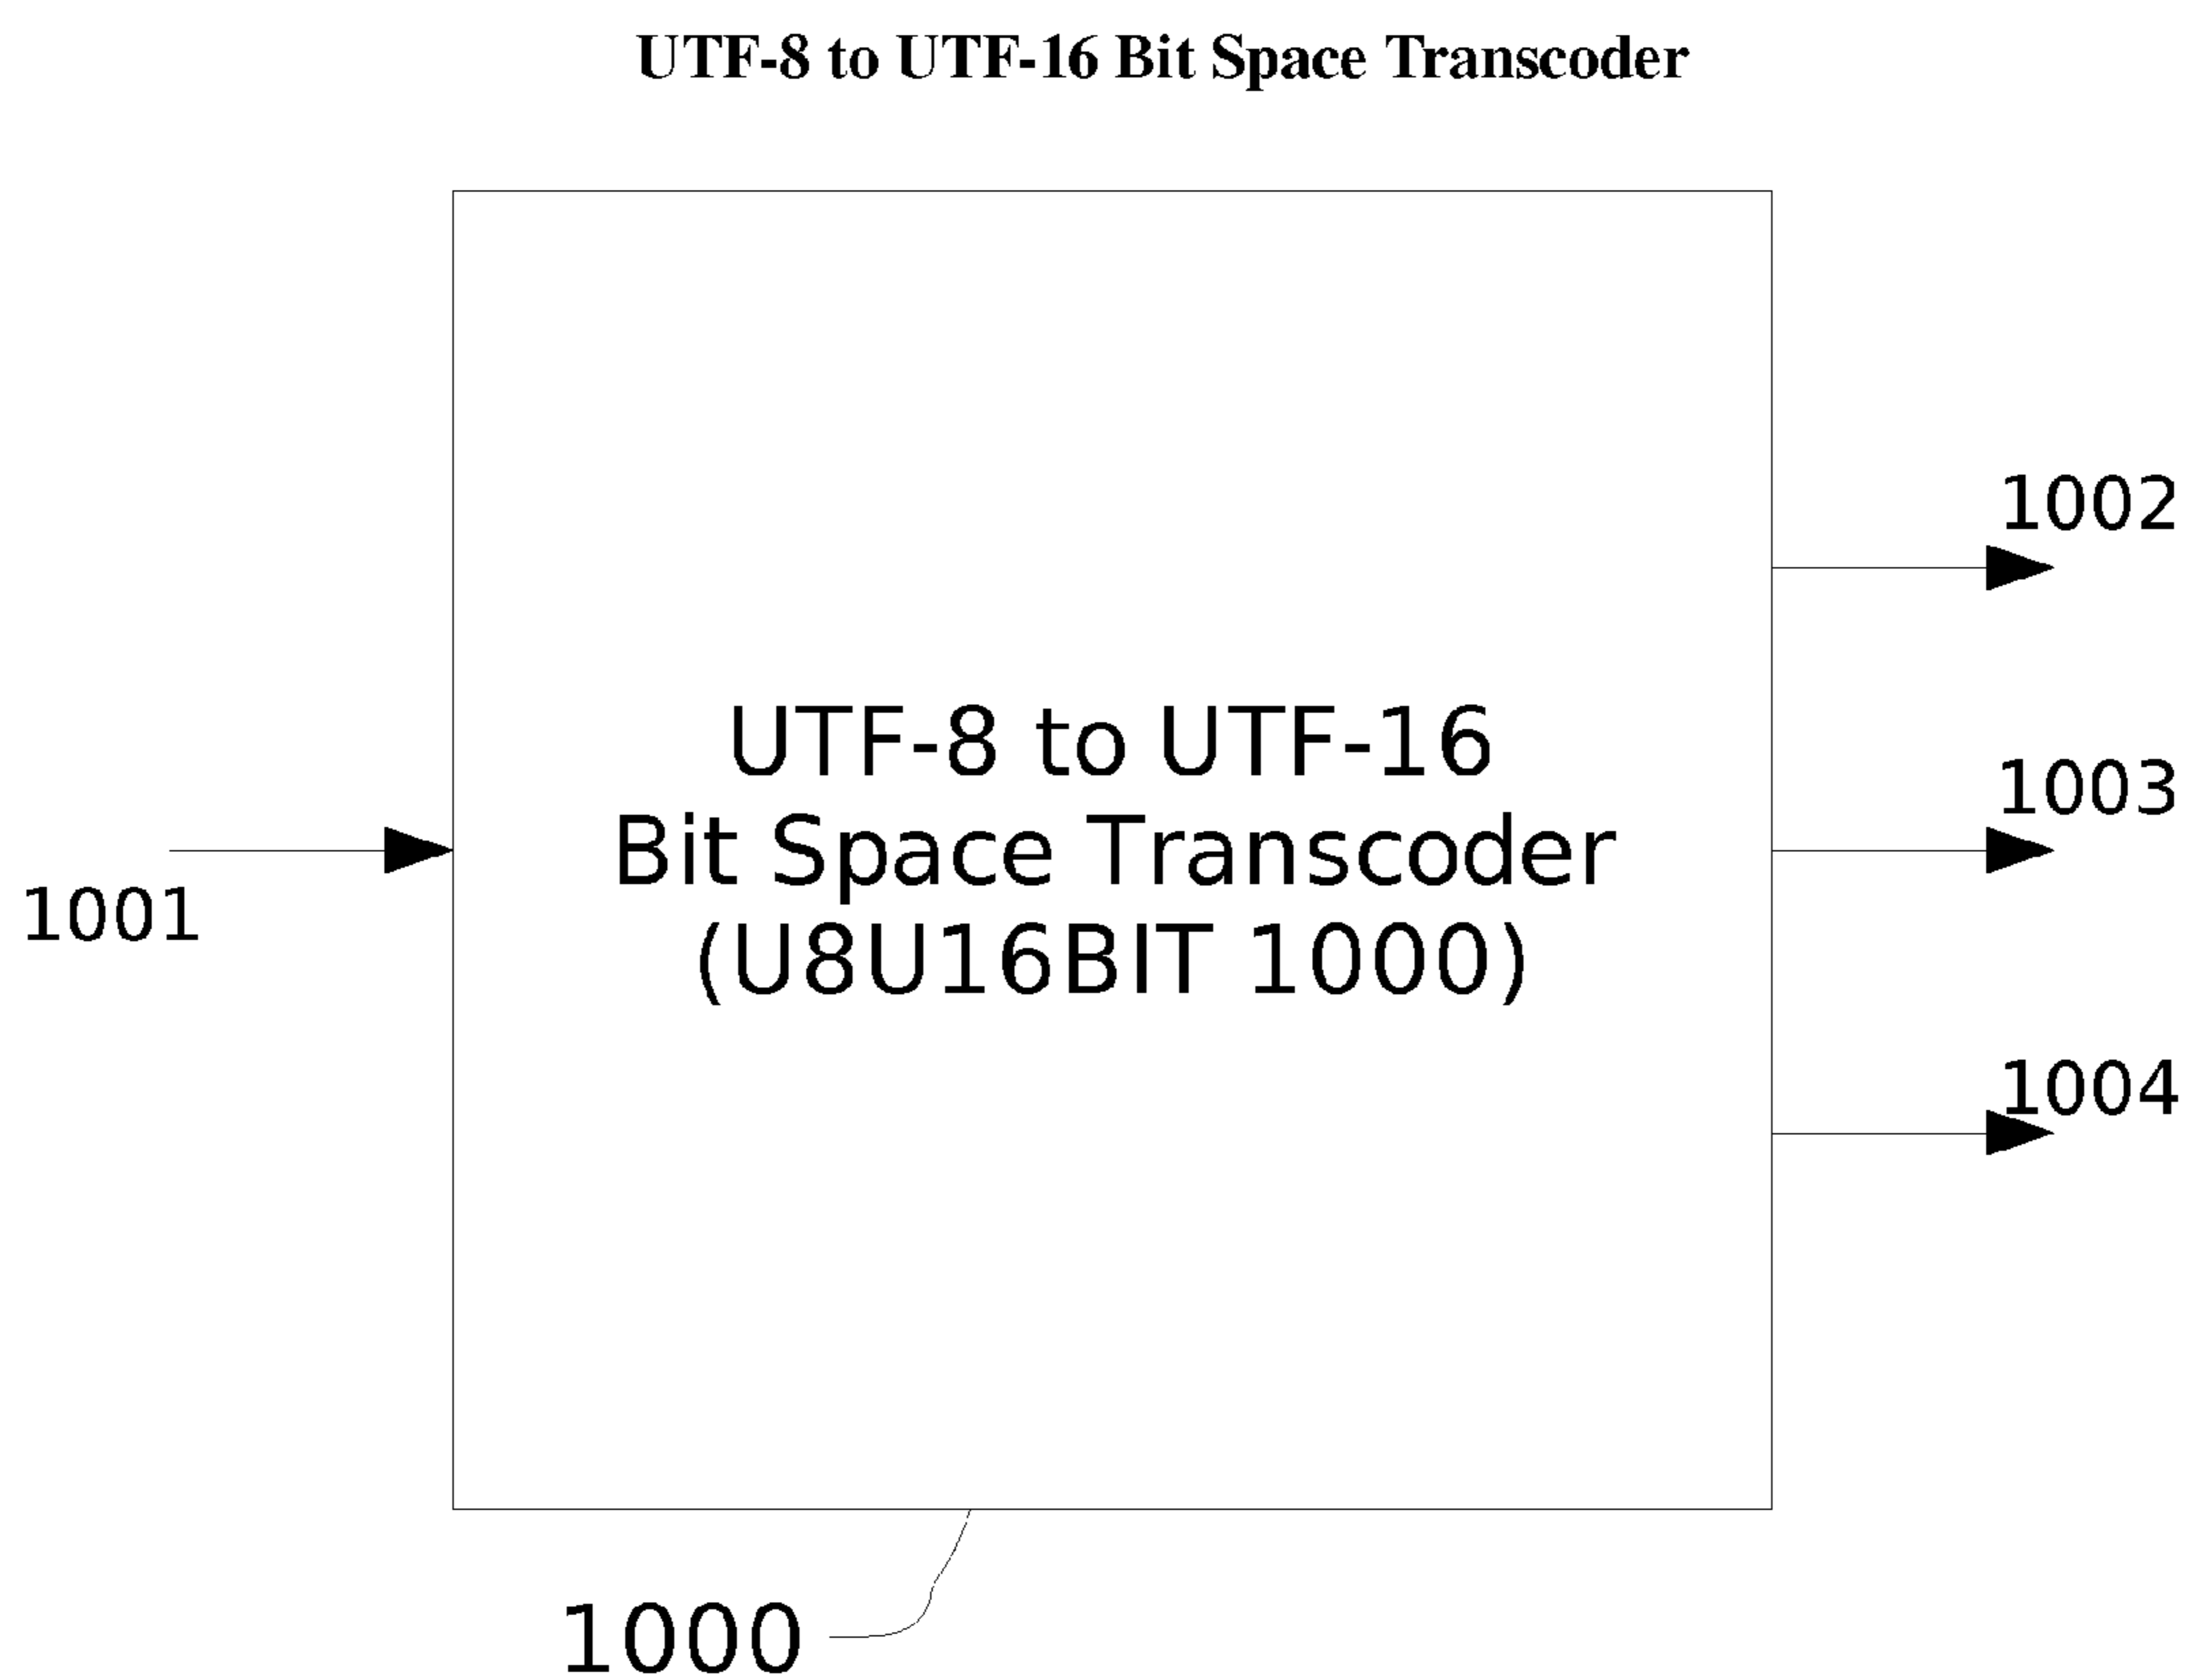 UTF-8 to UTF-16 Bit Space Transcoder
1002
1003
UTF-8 to UTF-16
Bit Space Transcoder
(U8U16BIT 1000)
1001
1004
1000